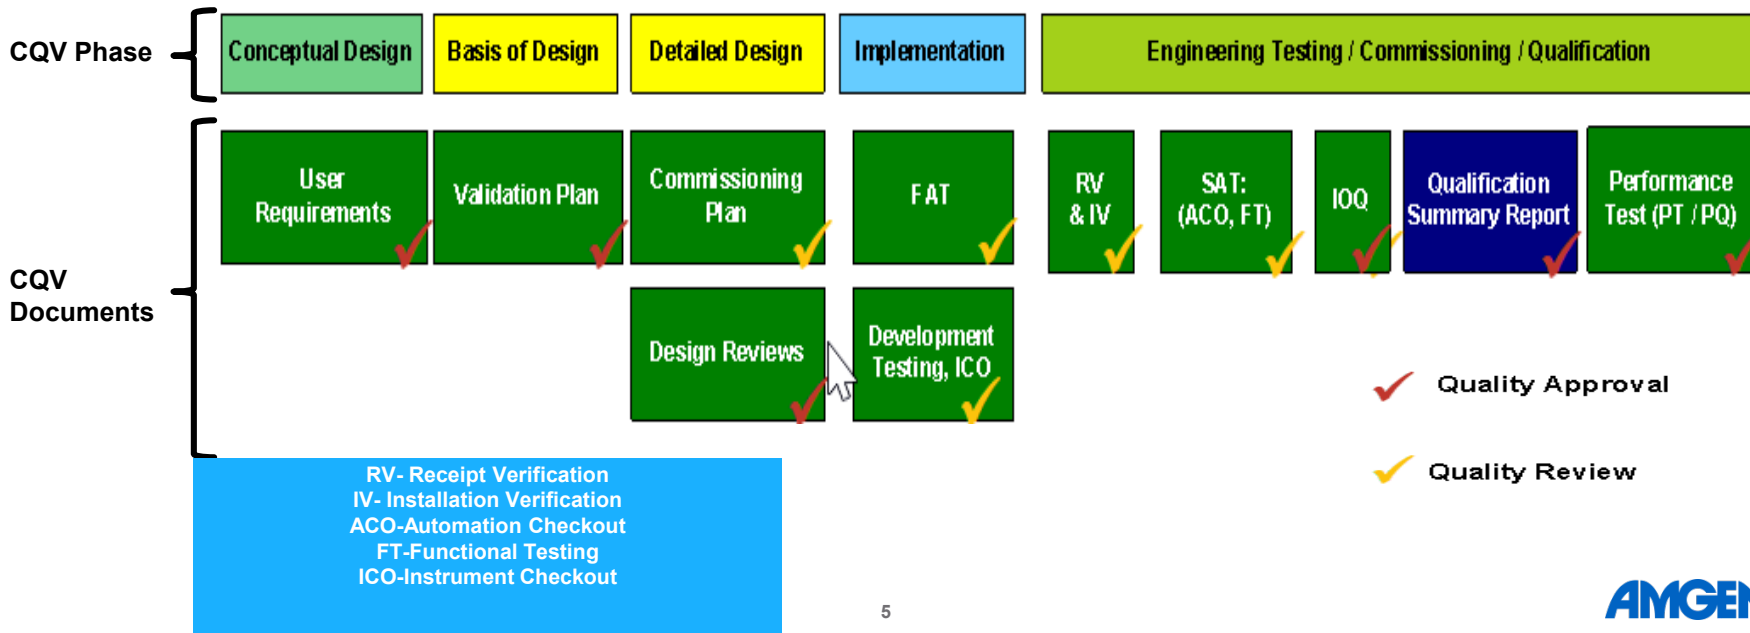 CQV Phase
Conceptual Design
Basis of Design
Detailed Design
Implementation
Engineering Testing / Commissioning / Qualification
CQV
Documents
User
Requirements
Validation Plan
Commissioning
Plan
FAT
RV
& IV
SAT:
(ACO, FT)
IOQ
Qualification
Summary Report
Performance
Test (PT / PQ)
Design Reviews
Development
Testing, ICO
Quality Approval
Quality Review
RV- Receipt Verification
IV- Installation Verification
ACO-Automation Checkout
FT-Functional Testing
ICO-Instrument Checkout
5
AMGEN